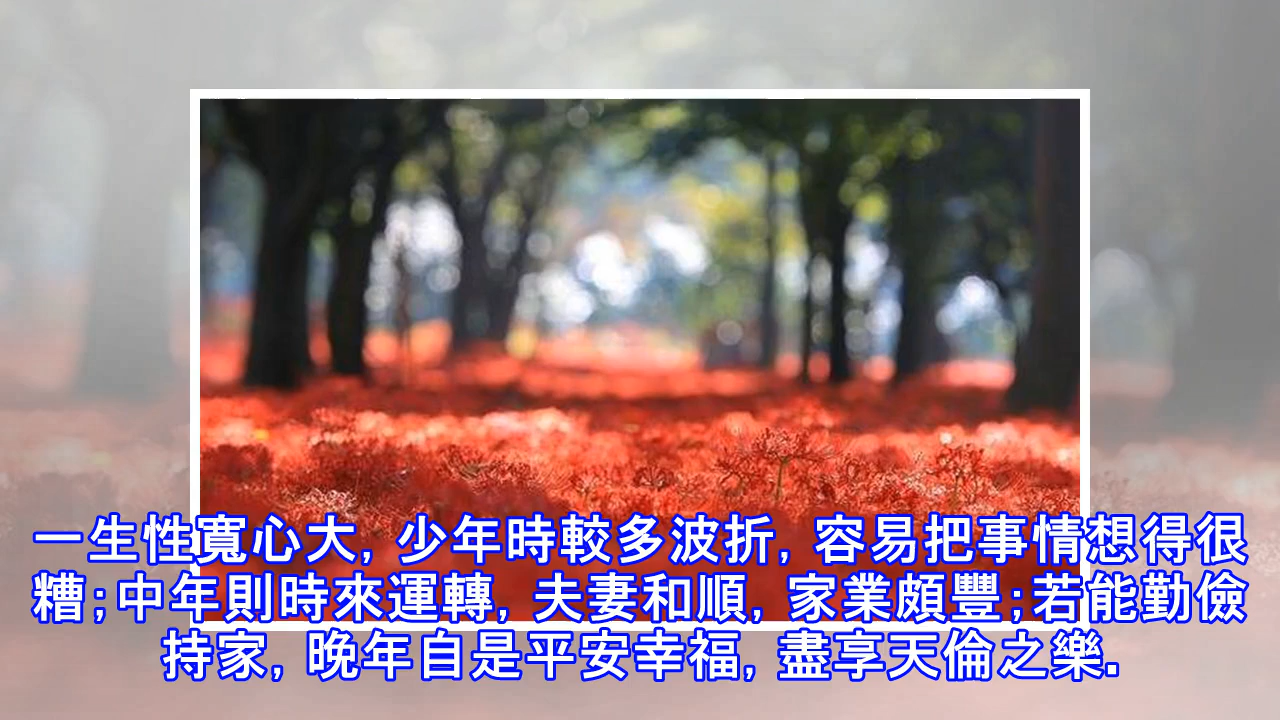 一生性寬心大, 少年時較多波折, 容易把事情想得很
糟;中年則時來運轉, 夫妻和順, 家業頗豐;若能勤儉
持家, 晚年自是平安幸福, 盡享天倫之樂.